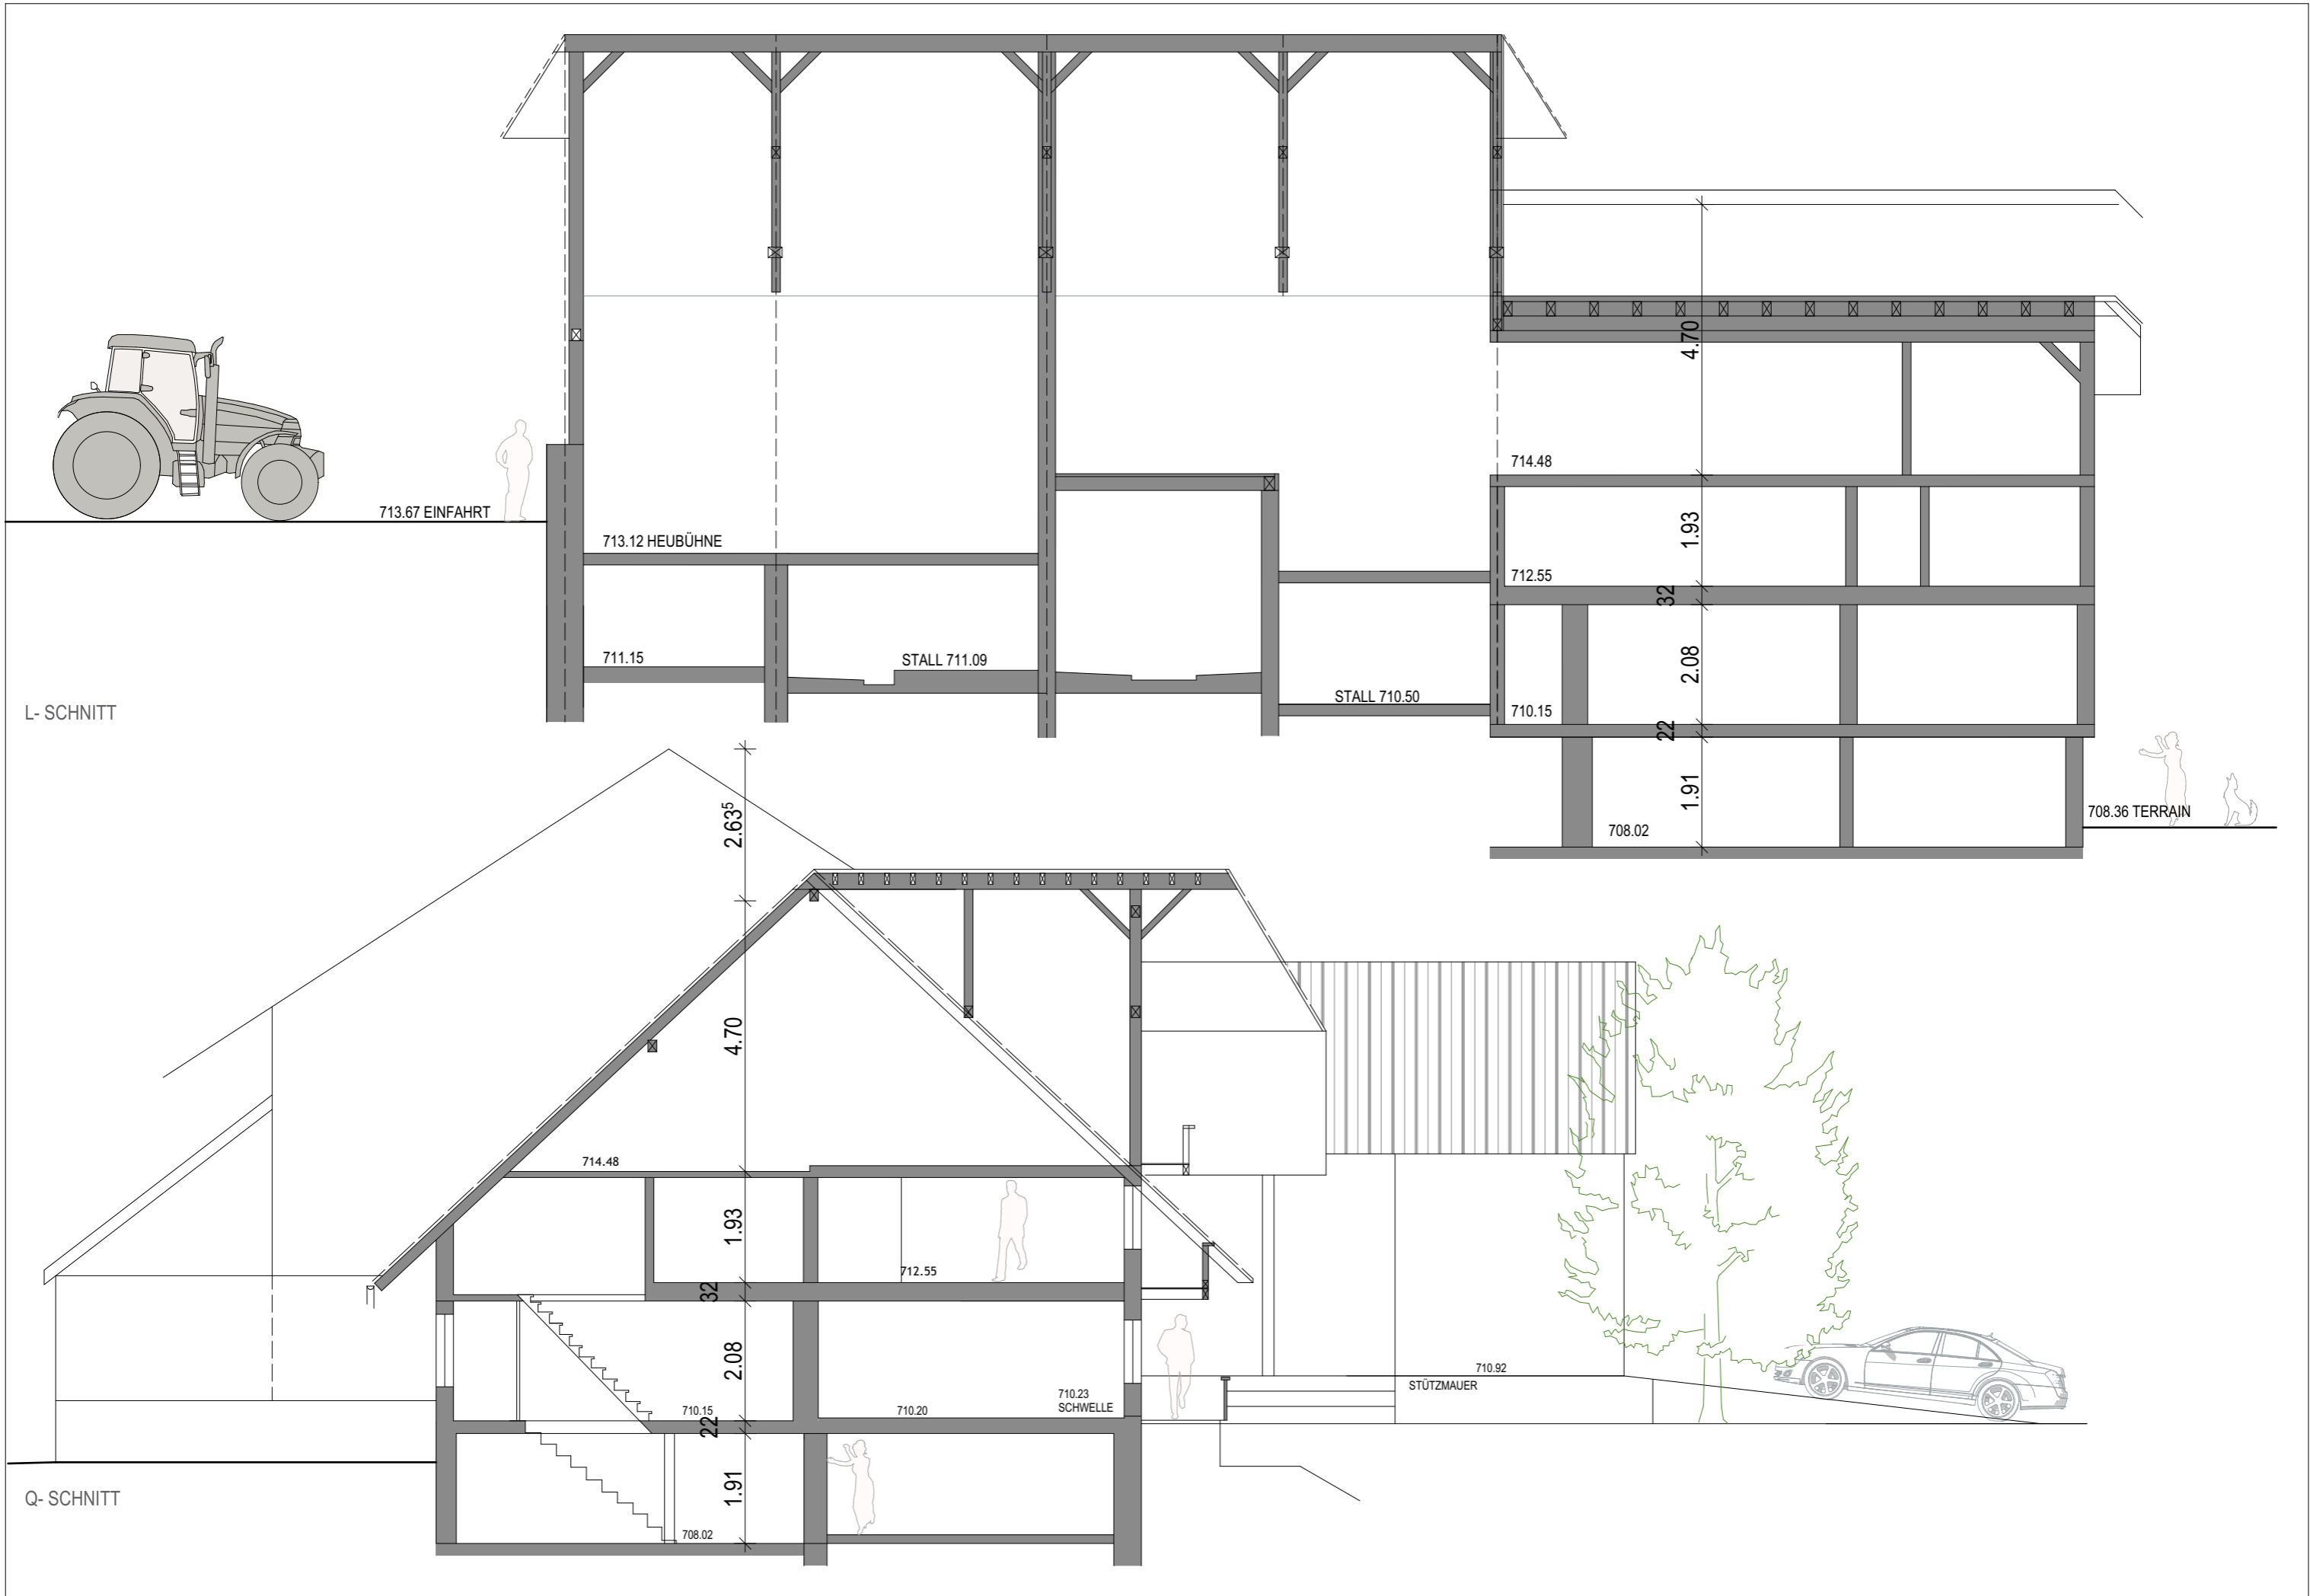 4.70
714.48
713.67 EINFAHRT
1.93
713.12 HEUBÜHNE
712.55
32
711.15
STALL 711.09
2.08
STALL 710.50
710.15
L- SCHNITT
22
1.91
708.36 TERRAIN
708.02
2.63⁵
4.70
714.48
1.93
712.55
32
2.08
710.92
STÜTZMAUER
710.23
SCHWELLE
710.15
710.20
22
1.91
Q- SCHNITT
708.02